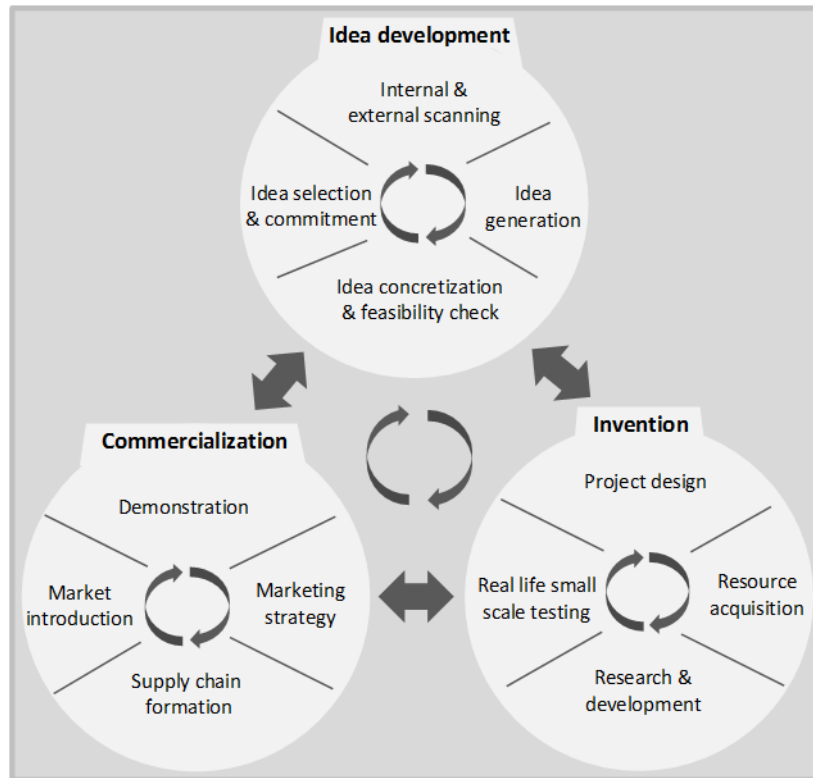 Idea development
Internal &
external scanning
Idea selection
& commitment
Idea
generation
Idea concretization
& feasibility check
Commercialization
Demonstration
Market
introduction
Marketing
strategy
Supply chain
formation
Invention
Project design
Real life small
scale testing
Resource
acquisition
Research &
development